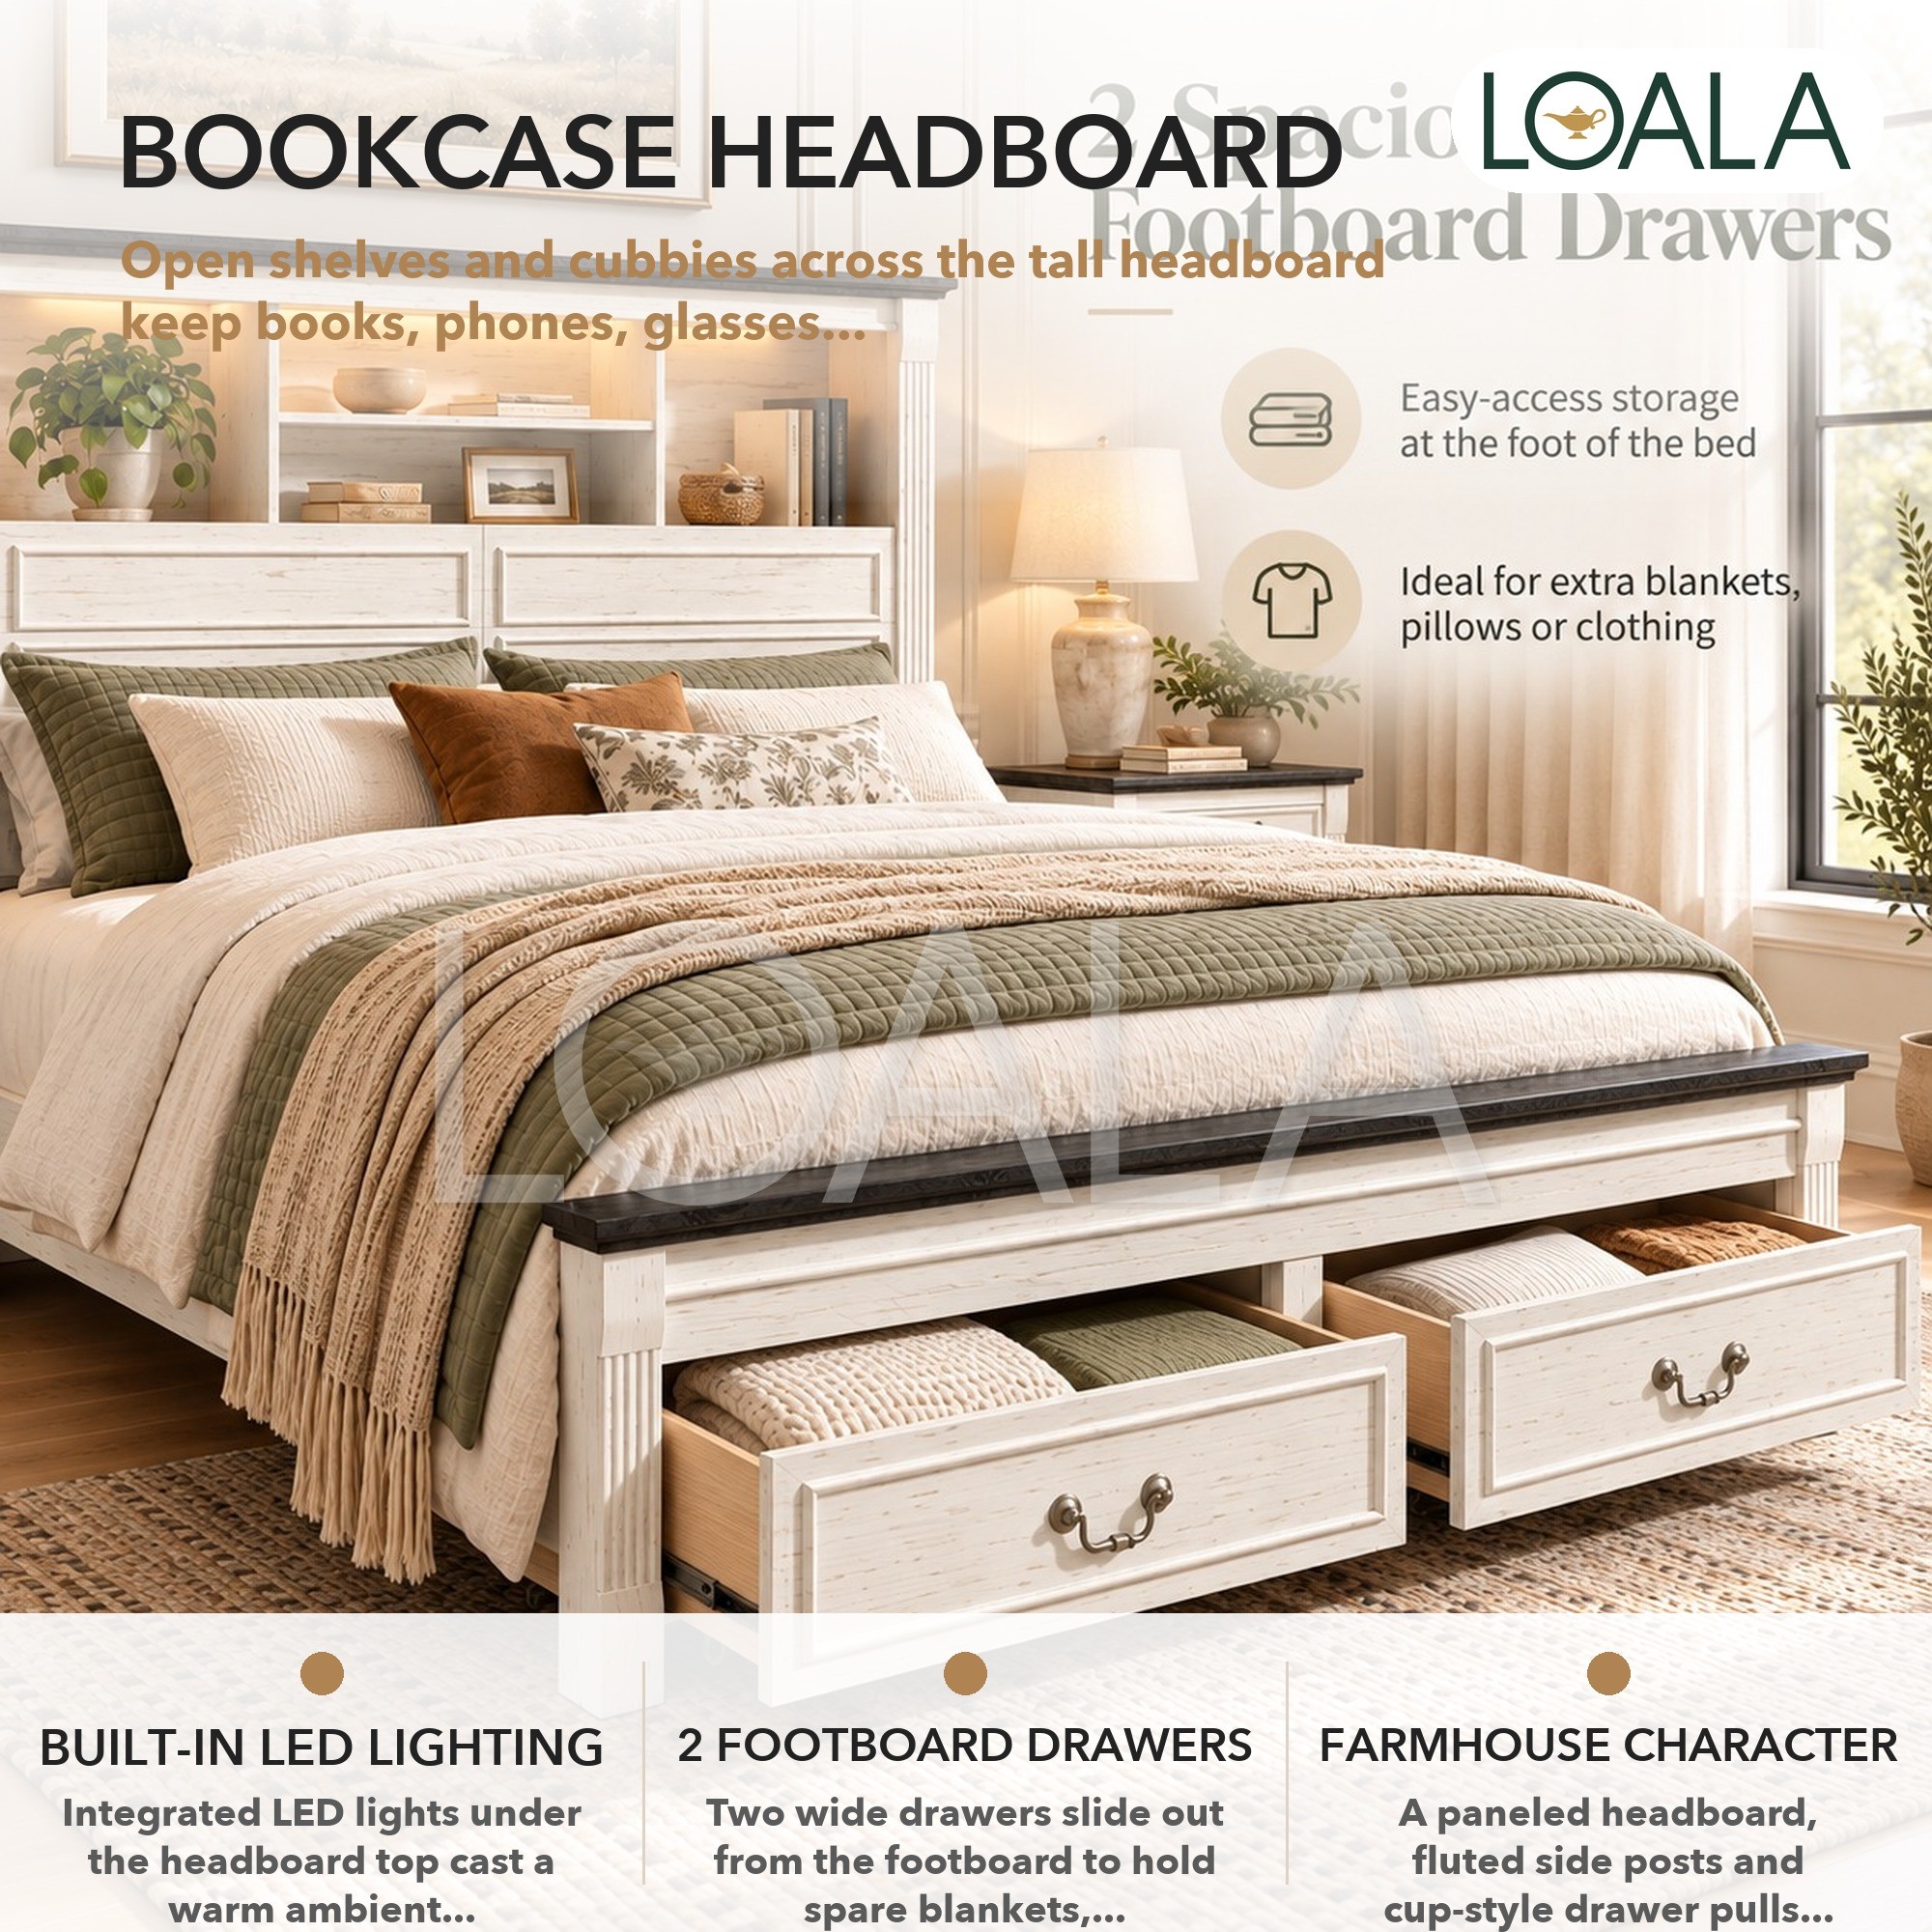 BOOKCASE HEADBOARD
LOALA
2 Spacio
Footboard Drawers
Open shelves and cubbies across the tall headboard
keep books, phones, glasses...
Easy-access storage
at the foot of the bed
Ideal for extra blankets,
pillows or clothing
LOALA
BUILT-IN LED LIGHTING
Integrated LED lights under
the headboard top cast a
warm ambient...
2 FOOTBOARD DRAWERS
Two wide drawers slide out
from the footboard to hold
spare blankets,...
FARMHOUSE CHARACTER
A paneled headboard,
fluted side posts and
cup-style drawer pulls...